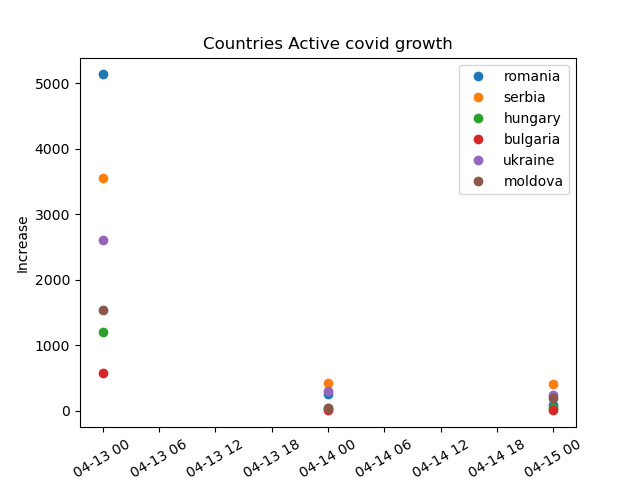 Countries Active covid growth
romania
serbia
hungary
bulgaria
ukraine
moldova
Increase
5000
4000
3000
2000
1000
0
04-13 00
04-13 06
04-13 12
04-13 18
04-14 00
04-14 06
04-14 12
04-14 18
04-15 00